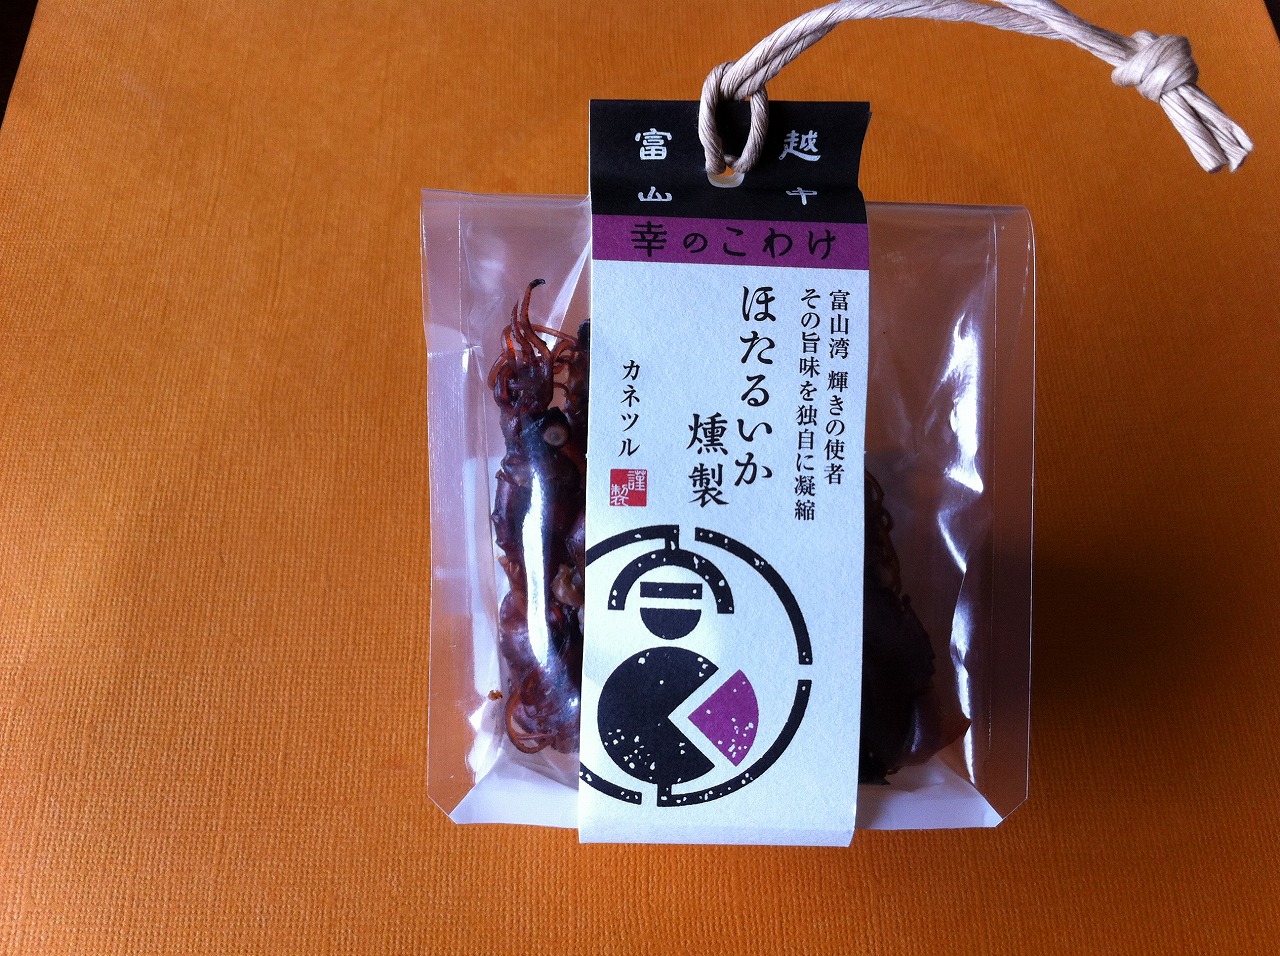 越中
富山
幸のこわけ
富山湾 輝きの使者
その旨味を独自に凝縮
ほたるいか
燻製
カネツル
謹製